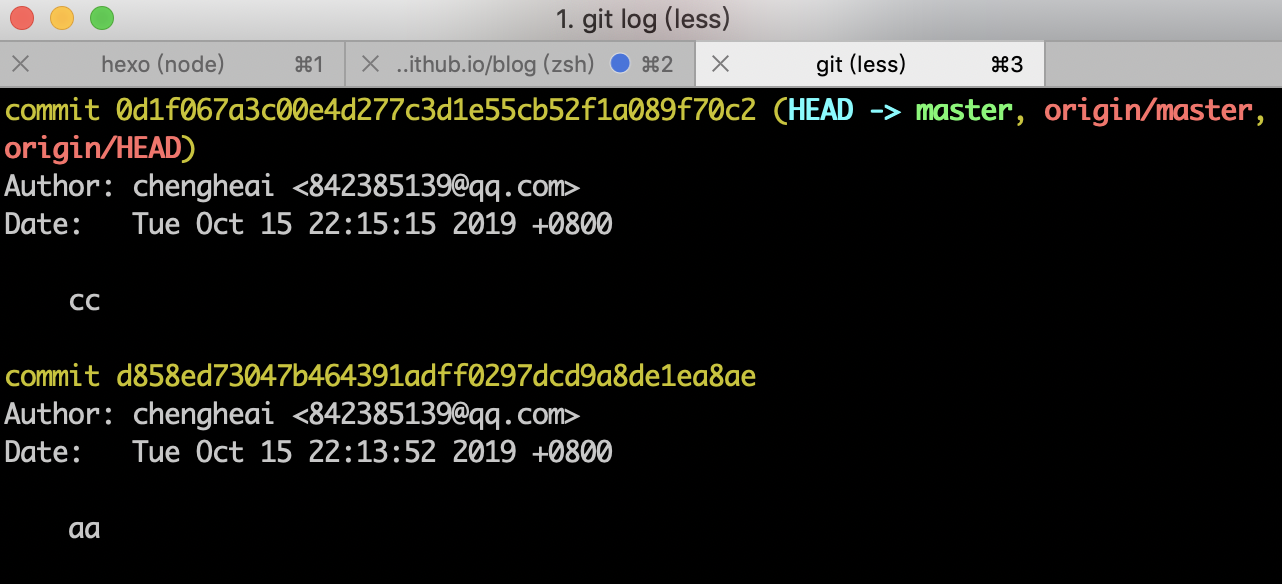 1. git log (less)
hexo (node) ⌘1 ..ithub.io/blog (zsh) ⌘2 git (less) ⌘3
commit 0d1f067a3c00e4d277c3d1e55cb52f1a089f70c2 (HEAD -> master, origin/master,
origin/HEAD)
Author: chengheai <842385139@qq.com>
Date:   Tue Oct 15 22:15:15 2019 +0800
cc
commit d858ed73047b464391adff0297dcd9a8de1ea8ae
Author: chengheai <842385139@qq.com>
Date:   Tue Oct 15 22:13:52 2019 +0800
aa